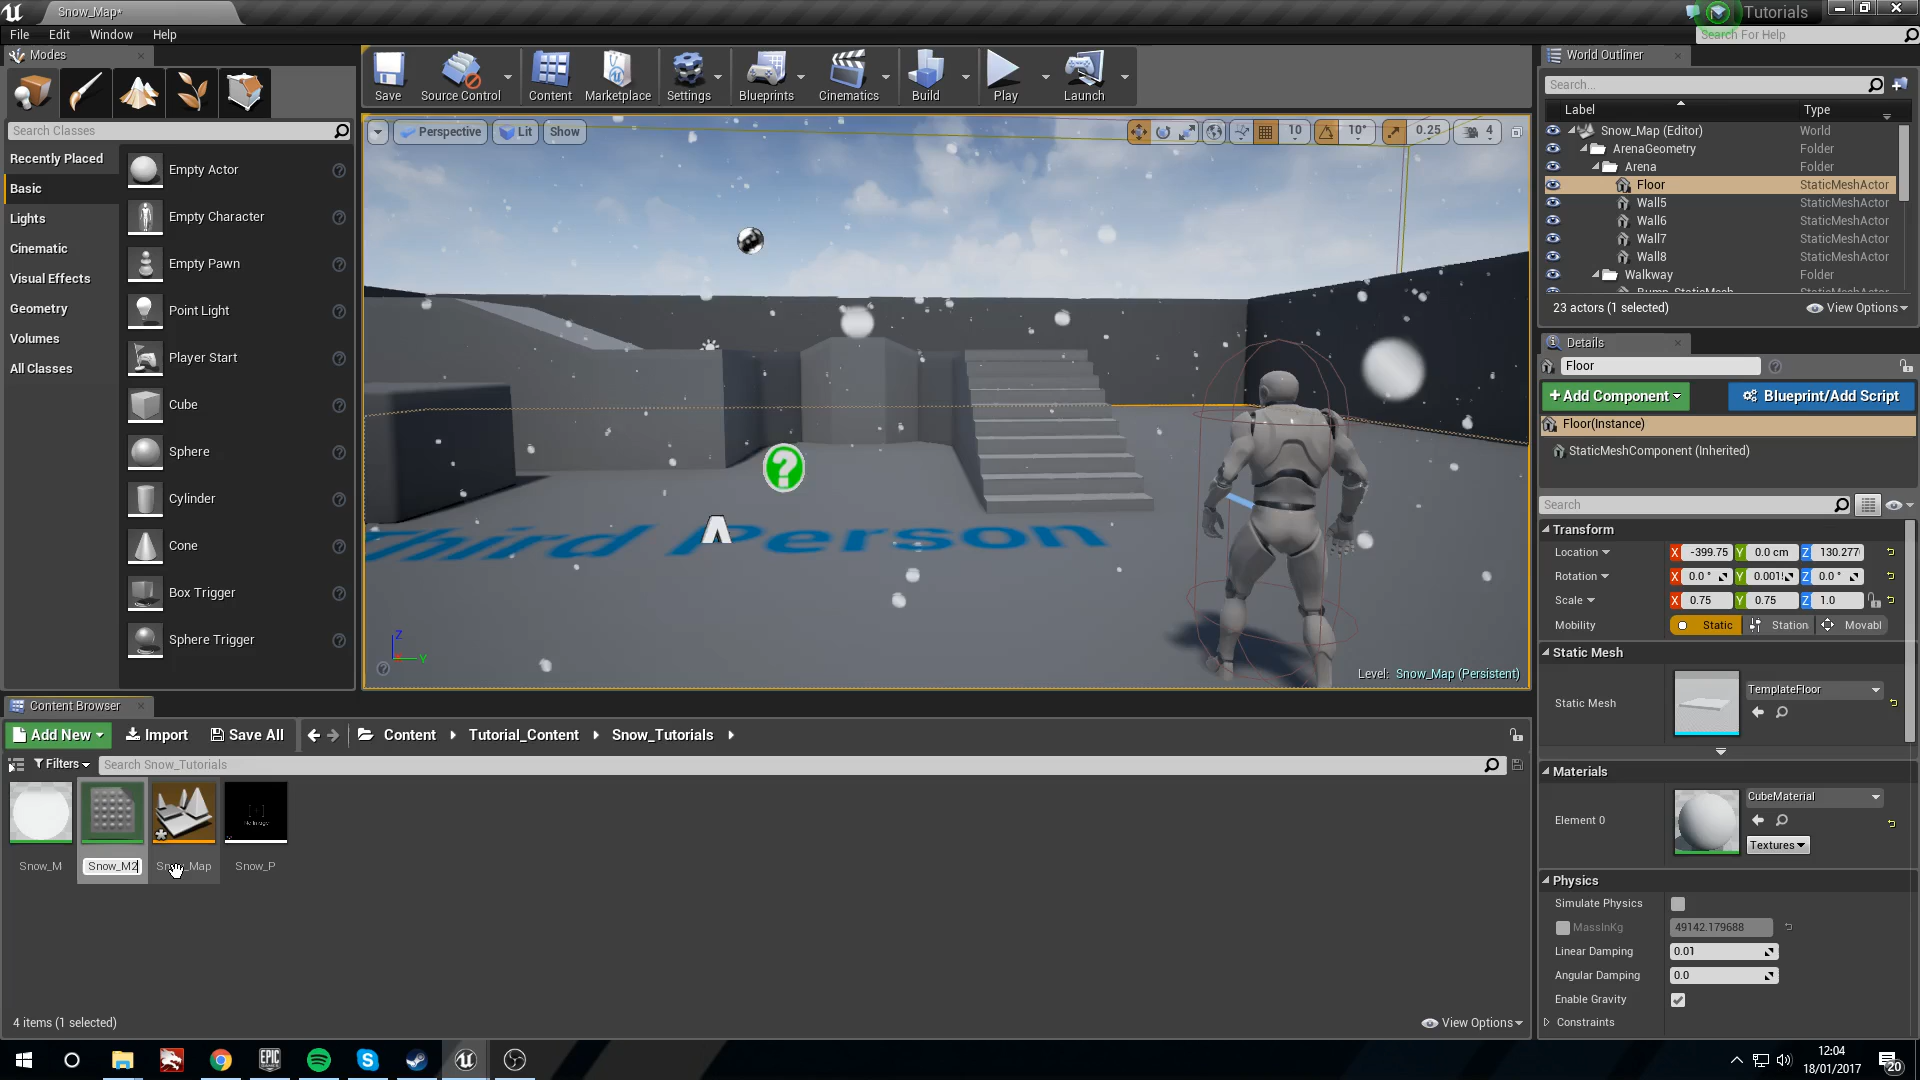 Snow_Map*
Tutorials
File Edit Window Help
Search For Help
Modes
Search Classes
Recently Placed
Basic
Lights
Cinematic
Visual Effects
Geometry
Volumes
All Classes
Empty Actor
Empty Character
Empty Pawn
Point Light
Player Start
Cube
Sphere
Cylinder
Cone
Box Trigger
Sphere Trigger
Save Source Control Content Marketplace Settings Blueprints Cinematics Build Play Launch
Perspective Lit Show
10 10° 0.25 4
Third Person
Level: Snow_Map (Persistent)
World Outliner
Search...
Label Type
Snow_Map (Editor) World
ArenaGeometry Folder
Arena Folder
Floor StaticMeshActor
Wall5 StaticMeshActor
Wall6 StaticMeshActor
Wall7 StaticMeshActor
Wall8 StaticMeshActor
Walkway Folder
Bump_StaticMesh
23 actors (1 selected) View Options
Details
Floor
+Add Component Blueprint/Add Script
Floor(Instance)
StaticMeshComponent (Inherited)
Search
Transform
Location X -399.75 Y 0.0 cm Z 130.277
Rotation X 0.0 ° Y 0.001 Z 0.0 °
Scale X 0.75 Y 0.75 Z 1.0
Mobility Static Station Movabl
Static Mesh
Static Mesh TemplateFloor
Materials
Element 0 CubeMaterial
Textures
Physics
Simulate Physics
MassInKg 49142.179688
Linear Damping 0.01
Angular Damping 0.0
Enable Gravity
Constraints
Content Browser
Add New Import Save All Content Tutorial_Content Snow_Tutorials
Filters Search Snow_Tutorials
Snow_M Snow_M2 Snow_Map Snow_P
4 items (1 selected) View Options
EPIC GAMES
12:04
18/01/2017
20